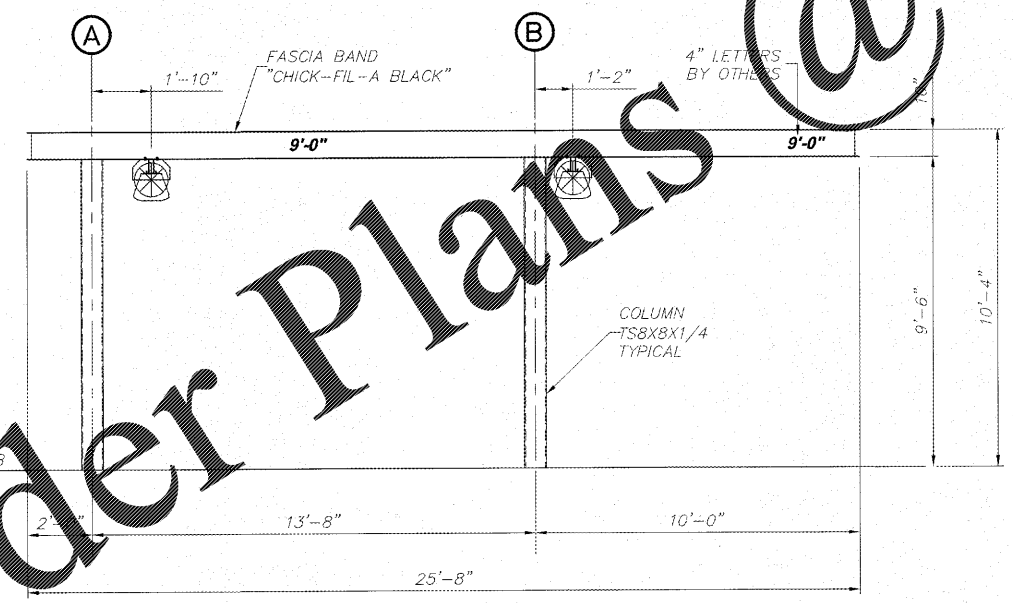 A
B
FASCIA BAND
"CHICK-FIL-A BLACK"
4" LETTERS
BY OTHERS
1'-10"
1'-2"
10"
9'-0"
9'-0"
COLUMN
TS8X8X1/4
TYPICAL
9'-6"
10'-4"
13'-8"
10'-0"
25'-8"
der Plans @